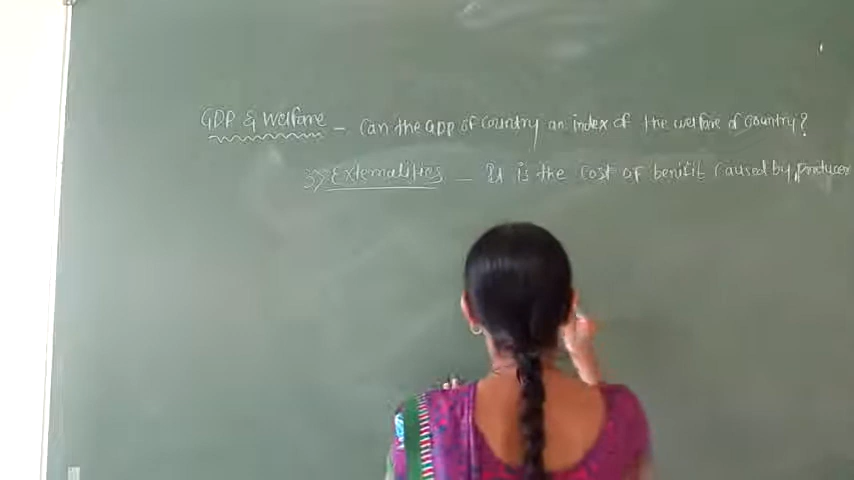 GDP & Welfare – Can the GDP of Country an index of the welfare of Country?
3) Externalities – It is the cost of benifit caused by producer